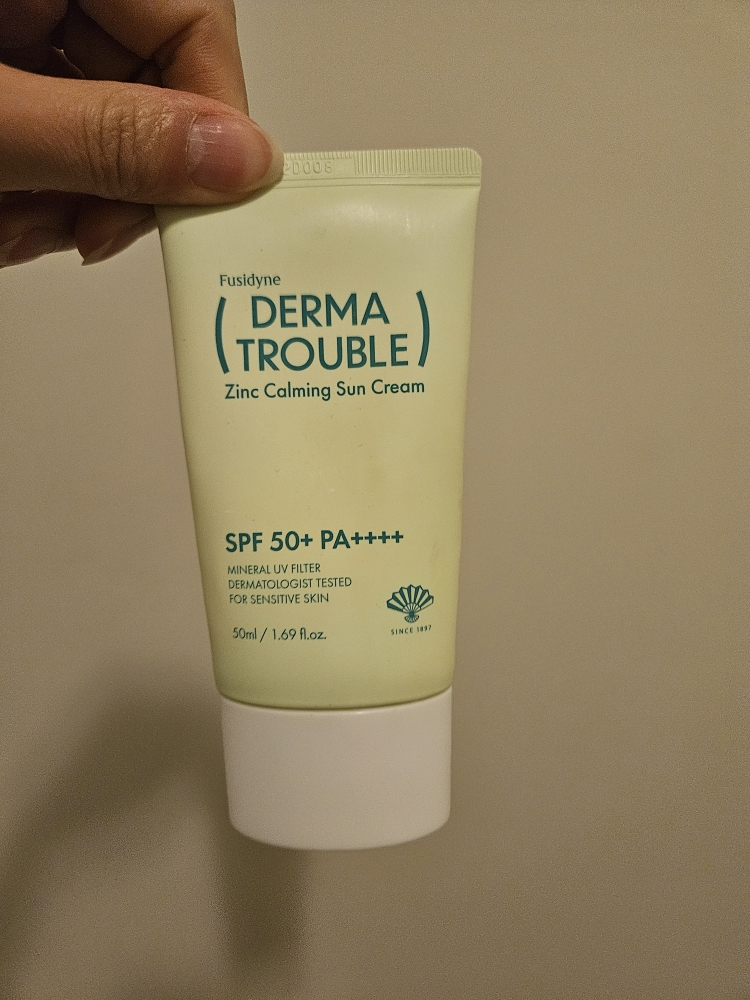 Fusidyne
( DERMA
TROUBLE )
Zinc Calming Sun Cream
SPF 50+ PA++++
MINERAL UV FILTER
DERMATOLOGIST TESTED
FOR SENSITIVE SKIN
50ml / 1.69 fl.oz.
SINCE 1897